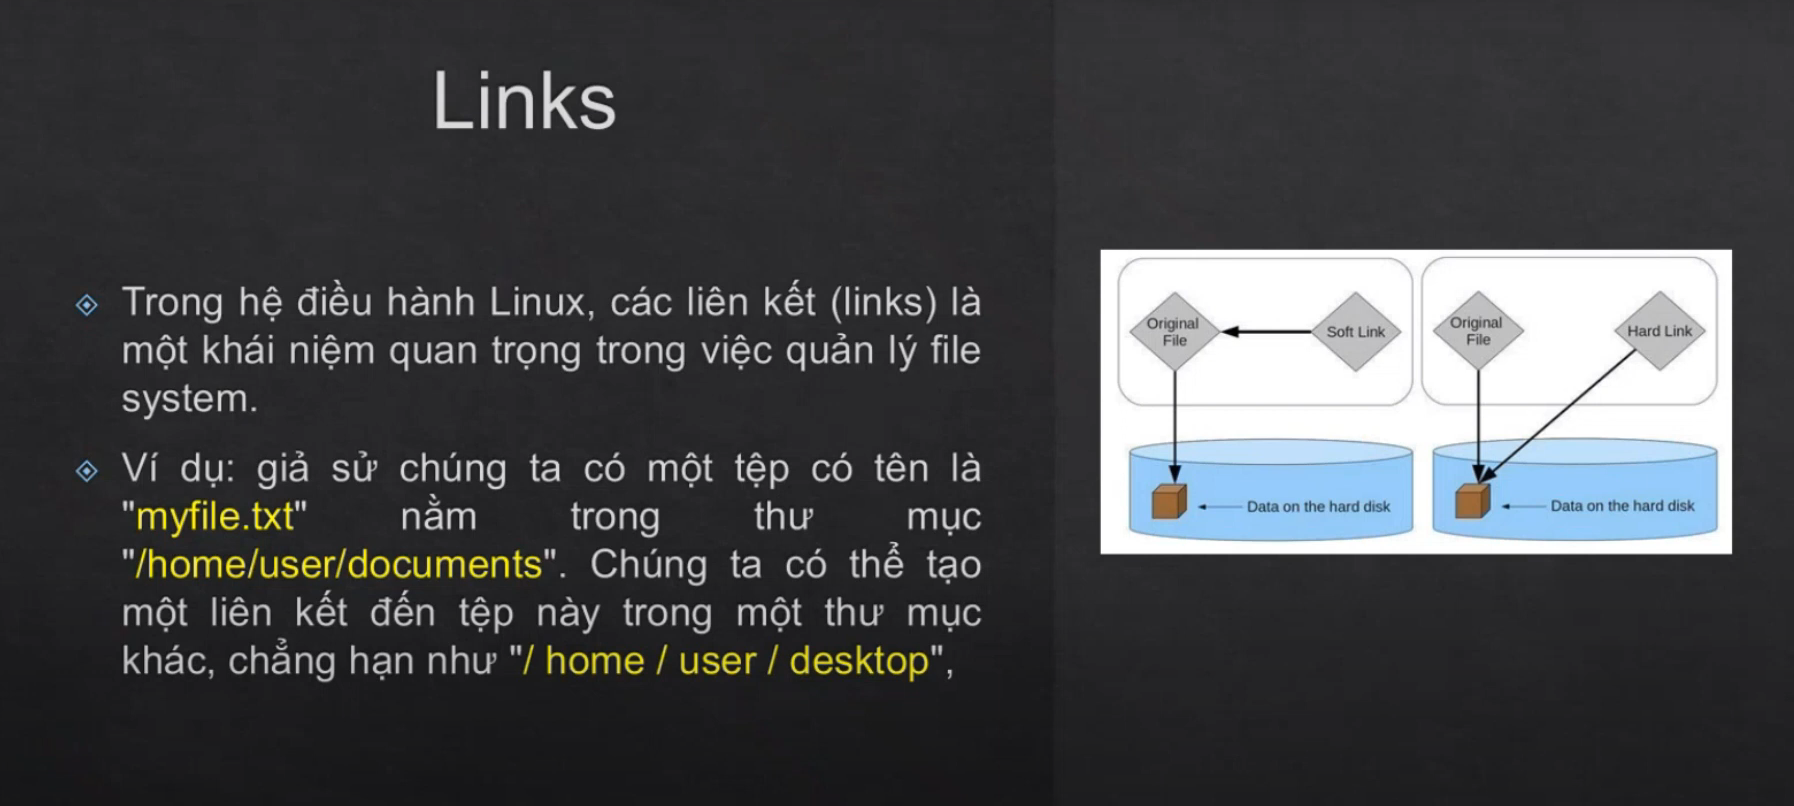 Links
Trong hệ điều hành Linux, các liên kết (links) là
một khái niệm quan trọng trong việc quản lý file
system.
Ví dụ: giả sử chúng ta có một tệp có tên là
"myfile.txt" nằm trong thư mục
"/home/user/documents". Chúng ta có thể tạo
một liên kết đến tệp này trong một thư mục
khác, chẳng hạn như "/ home / user / desktop",
Original
File
Soft Link
Data on the hard disk
Original
File
Hard Link
Data on the hard disk